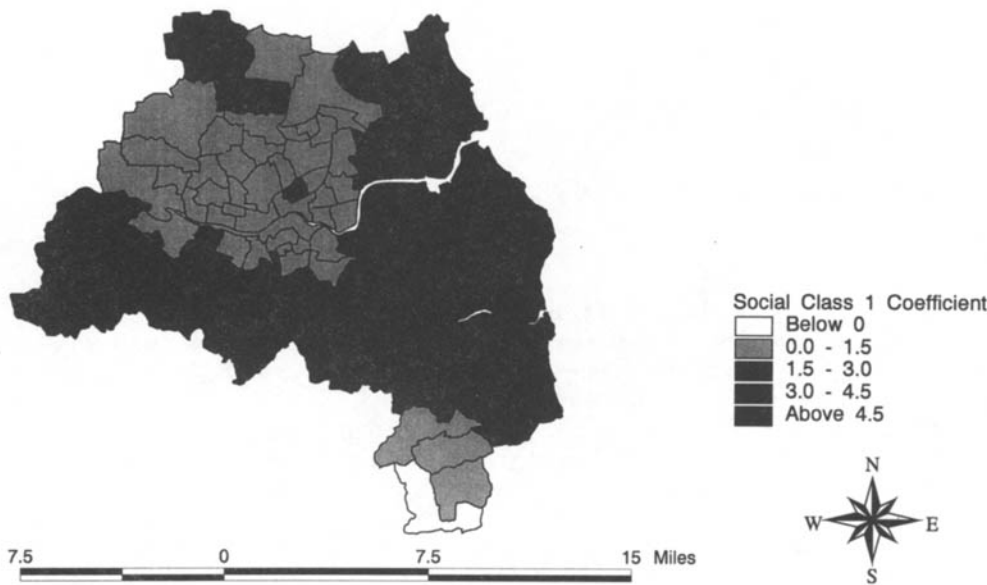 Social Class 1 Coefficient
Below 0
0.0 - 1.5
1.5 - 3.0
3.0 - 4.5
Above 4.5
N
W E
S
7.5 0 7.5 15 Miles